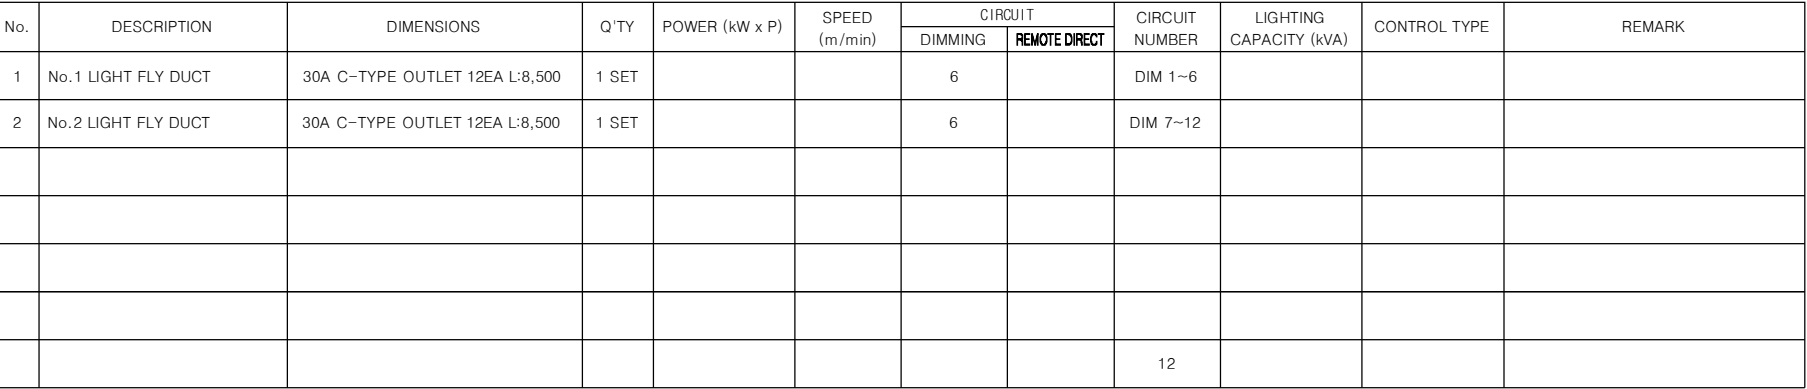 No. DESCRIPTION DIMENSIONS Q'TY POWER (kW x P) SPEED (m/min) CIRCUIT CIRCUIT NUMBER LIGHTING CAPACITY (kVA) CONTROL TYPE REMARK
DIMMING REMOTE DIRECT
1 No.1 LIGHT FLY DUCT 30A C-TYPE OUTLET 12EA L:8,500 1 SET 6 DIM 1~6
2 No.2 LIGHT FLY DUCT 30A C-TYPE OUTLET 12EA L:8,500 1 SET 6 DIM 7~12
12